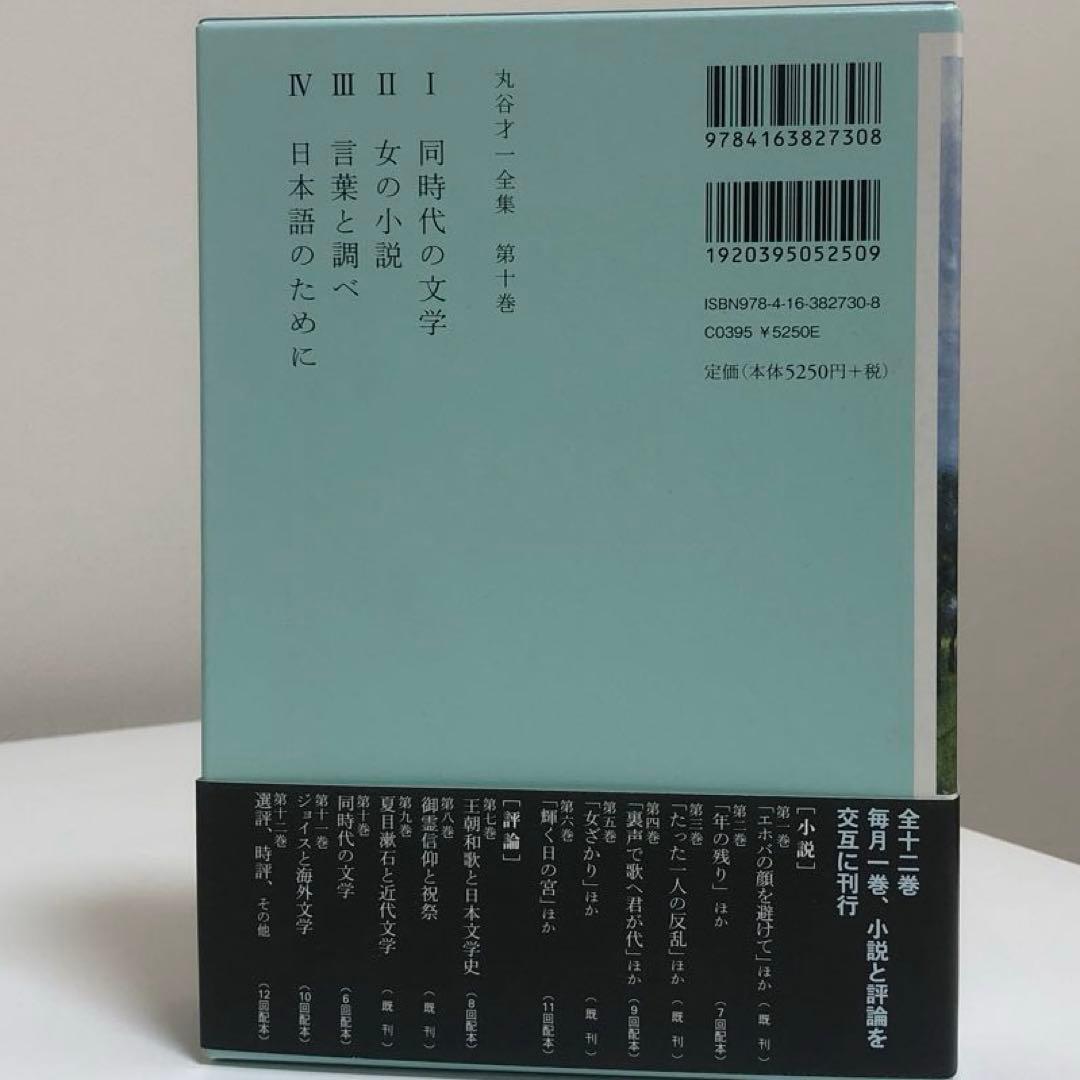 9784163827308
1920395052509
ISBN978-4-16-382730-8
C0395 ¥5250E
定価(本体5250円+税)
丸谷才一全集 第十巻
Ⅰ 同時代の文学
Ⅱ 女の小説
Ⅲ 言葉と調べ
Ⅳ 日本語のために
全十二巻
毎月一巻、小説と評論を
交互に刊行
[小説]
第一巻
「エホバの顔を避けて」ほか(既刊)
第二巻
「年の残り」ほか(7回配本)
第三巻
「たった一人の反乱」ほか(既刊)
第四巻
「裏声で歌へ君が代」ほか(9回配本)
第五巻
「女ざかり」ほか(既刊)
第六巻
「輝く日の宮」ほか(11回配本)
[評論]
第七巻
王朝和歌と日本文学史(8回配本)
第八巻
御霊信仰と祝祭(既刊)
第九巻
夏目漱石と近代文学(既刊)
第十巻
同時代の文学(6回配本)
第十一巻
ジョイスと海外文学(10回配本)
第十二巻
選評、時評、その他(12回配本)